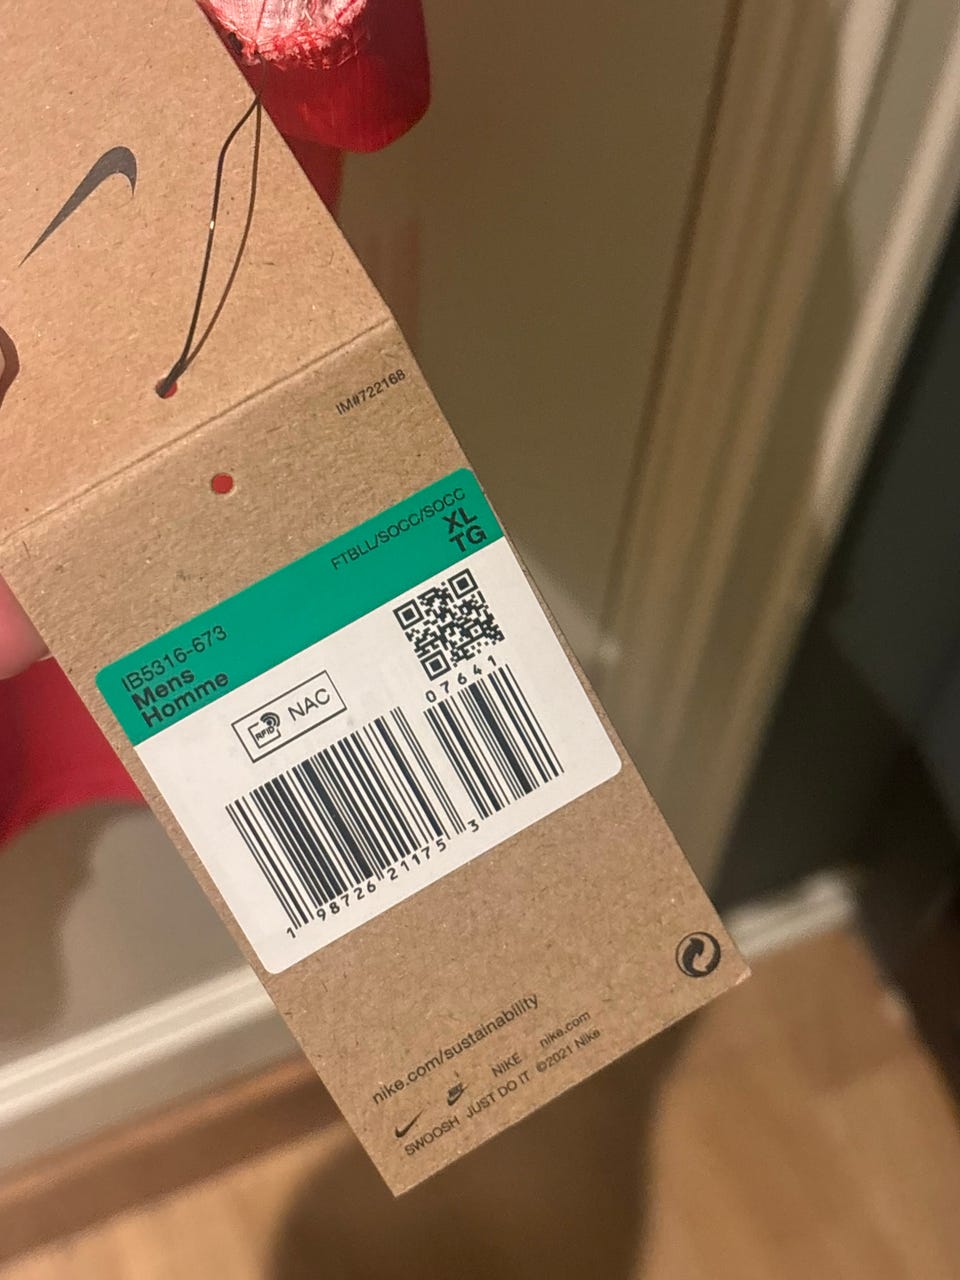 IM#722168
FTBLL/SOCC/SOCC
XL
TG
IB5316-673
Mens
Homme
RFID NAC
07641
1 98726 21175 3
nike.com/sustainability
NIKE nike.com
SWOOSH JUST DO IT ©2021 Nike